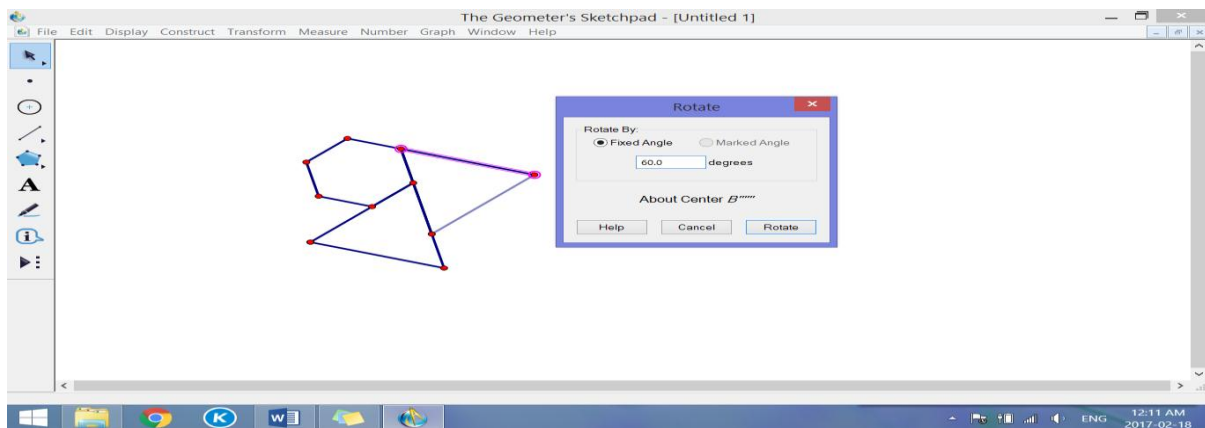 The Geometer's Sketchpad - [Untitled 1]
File Edit Display Construct Transform Measure Number Graph Window Help
A
Rotate
Rotate By:
Fixed Angle Marked Angle
60.0 degrees
About Center
Help Cancel Rotate
K W ENG 12:11 AM
2017-02-18